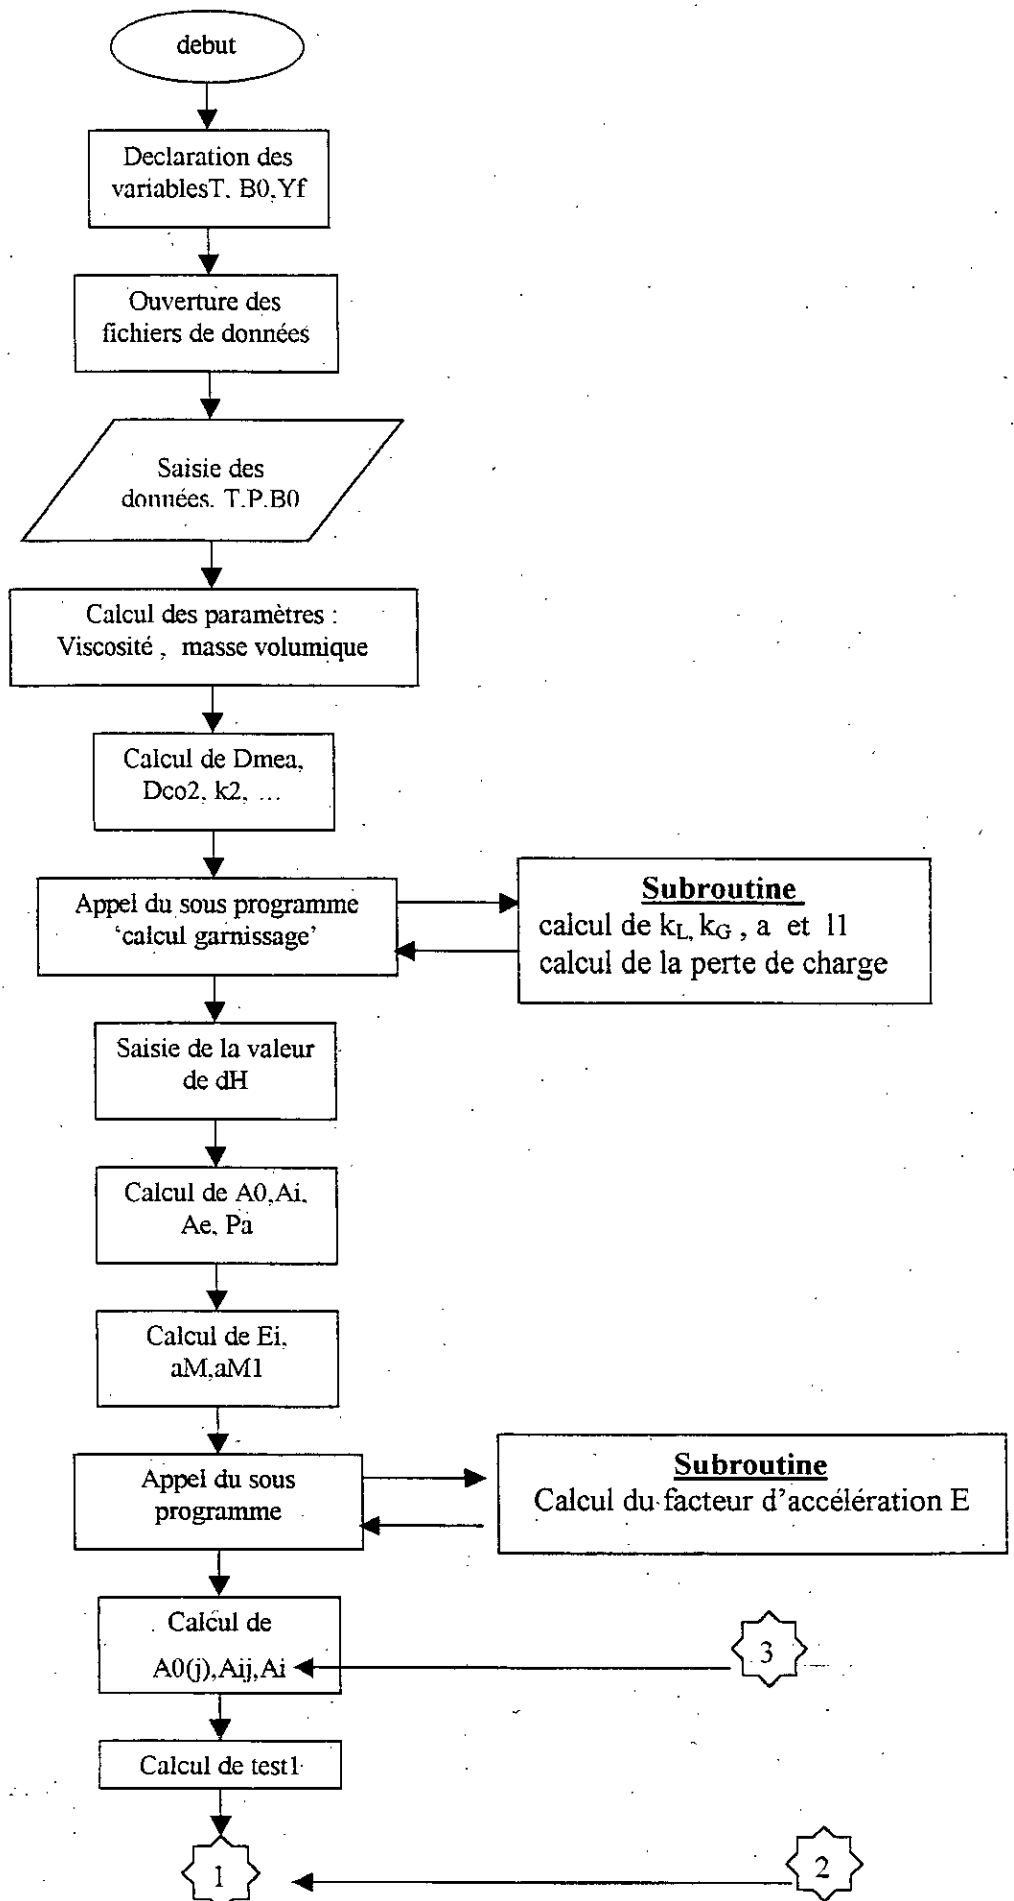 debut
Declaration des
variablesT. B0,Yf
Ouverture des
fichiers de données
Saisie des
données. T.P.B0
Calcul des paramètres :
Viscosité , masse volumique
Calcul de Dmea,
Dco2, k2, ...
Appel du sous programme
‘calcul garnissage’
Subroutine
calcul de kL, kG , a et l1
calcul de la perte de charge
Saisie de la valeur
de dH
Calcul de A0,Ai,
Ae, Pa
Calcul de Ei,
aM,aM1
Appel du sous
programme
Subroutine
Calcul du facteur d'accélération E
Calcul de
A0(j),Aij,Ai
3
Calcul de test1
1
2